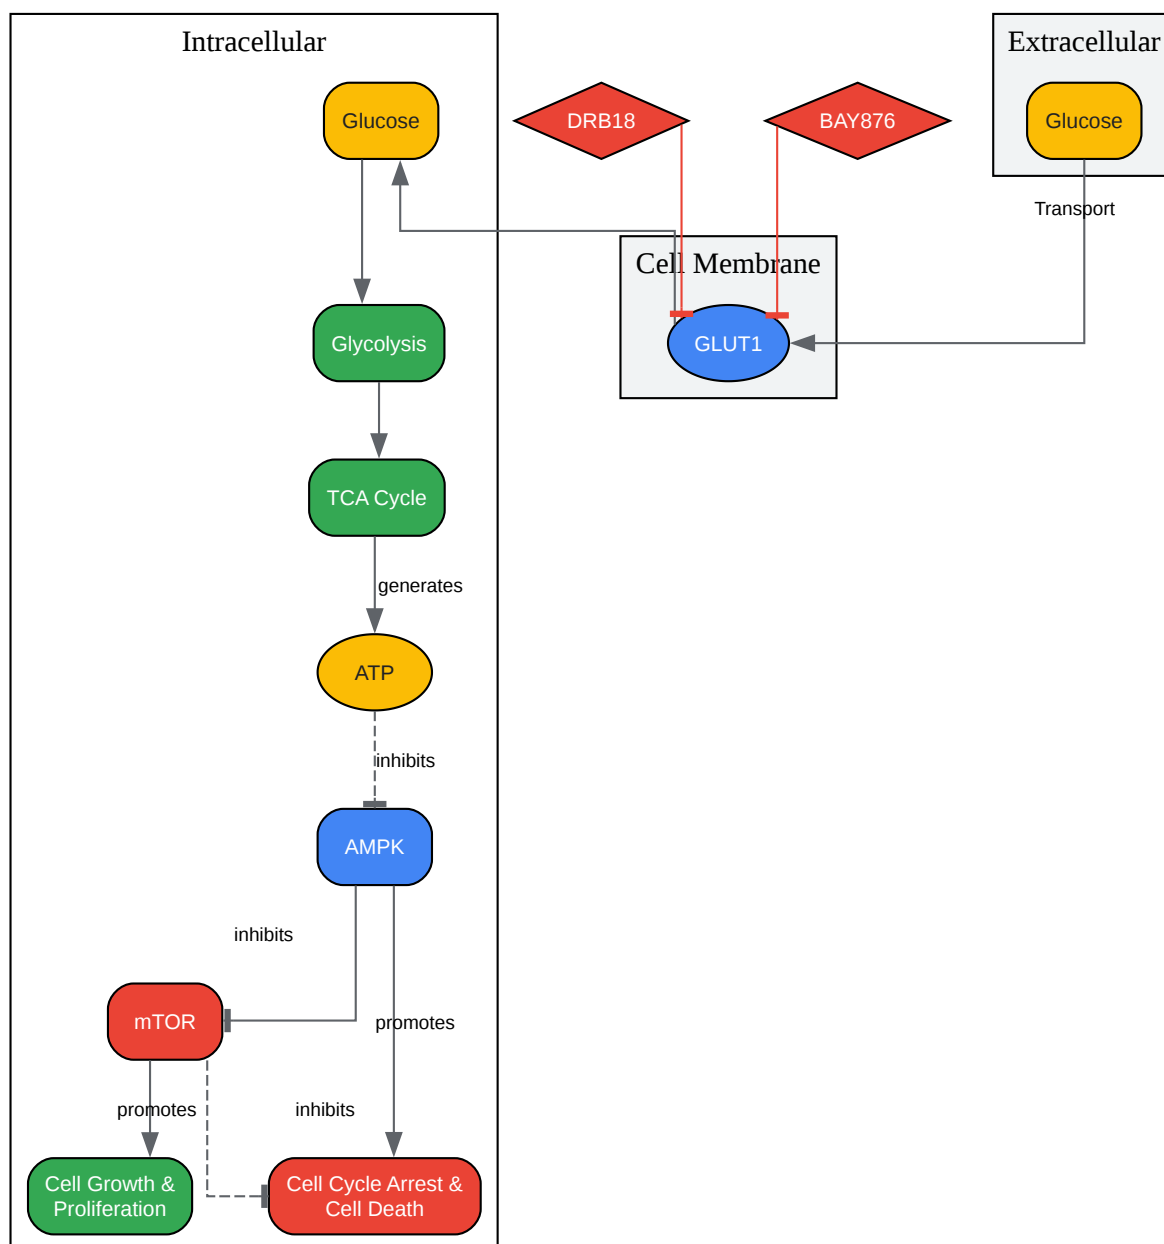 Intracellular
Extracellular
Glucose
DRB18
BAY876
Glucose
Transport
Cell Membrane
Glycolysis
GLUT1
TCA Cycle
generates
ATP
inhibits
AMPK
inhibits
mTOR
promotes
promotes
inhibits
Cell Growth &
Proliferation
Cell Cycle Arrest &
Cell Death